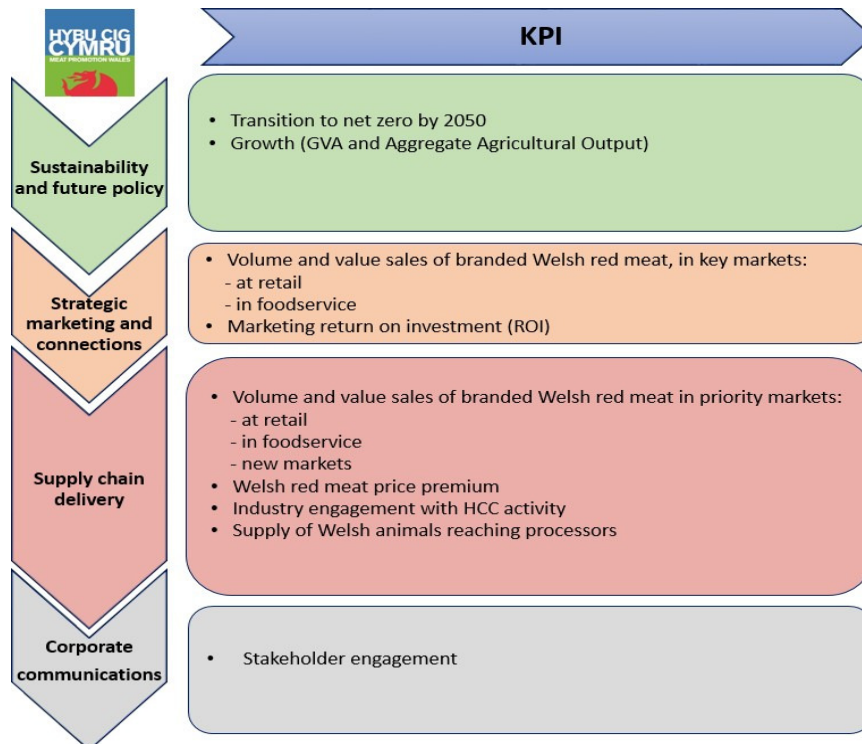 HYBU CIG
CYMRU
MEAT PROMOTION WALES
KPI
Sustainability
and future policy
• Transition to net zero by 2050
• Growth (GVA and Aggregate Agricultural Output)
Strategic
marketing and
connections
• Volume and value sales of branded Welsh red meat, in key markets:
- at retail
- in foodservice
• Marketing return on investment (ROI)
Supply chain
delivery
• Volume and value sales of branded Welsh red meat in priority markets:
- at retail
- in foodservice
- new markets
• Welsh red meat price premium
• Industry engagement with HCC activity
• Supply of Welsh animals reaching processors
Corporate
communications
• Stakeholder engagement